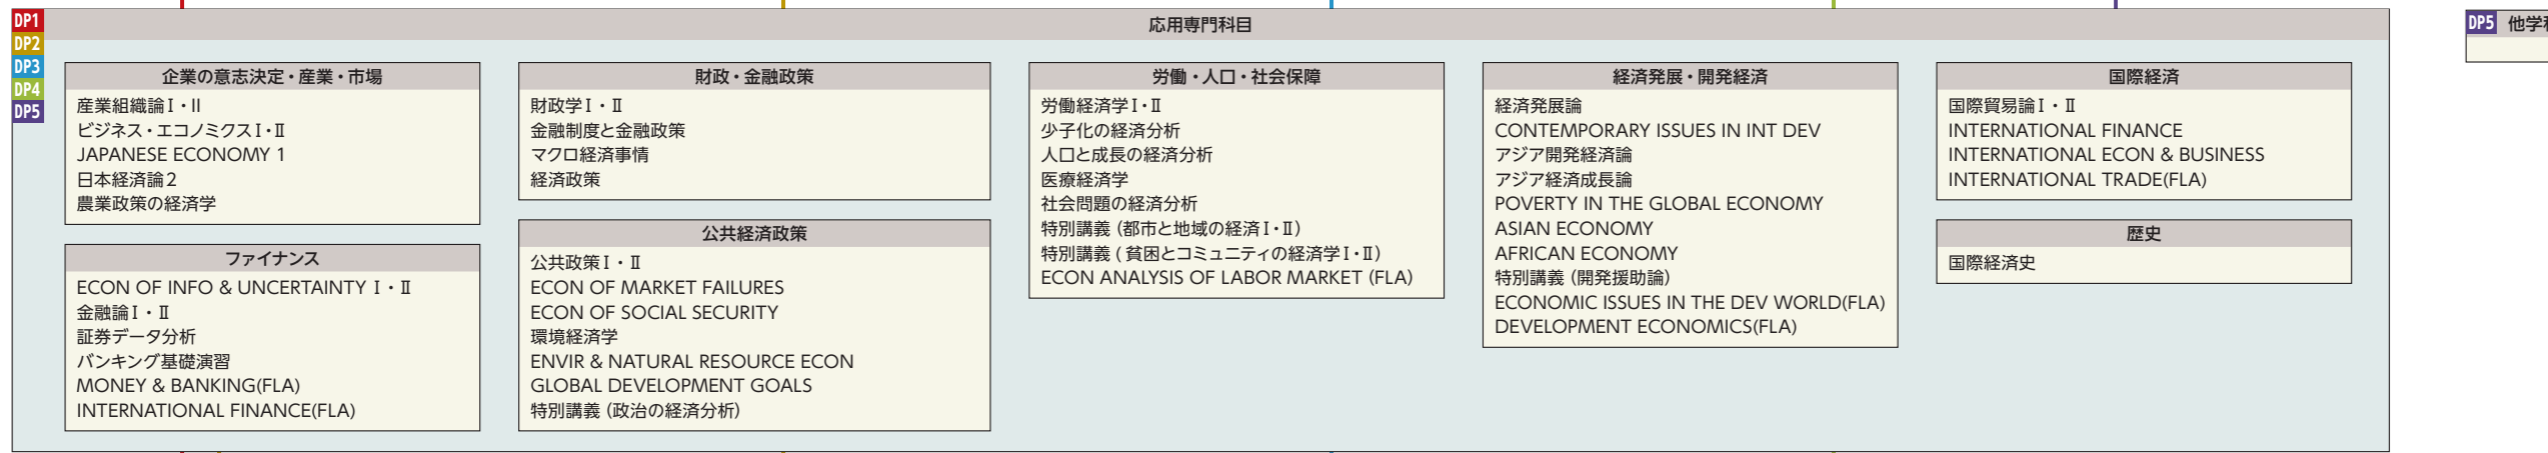 DP1
DP2
DP3
DP4
DP5
応用専門科目
企業の意志決定・産業・市場
産業組織論Ⅰ・II
ビジネス・エコノミクスⅠ・Ⅱ
JAPANESE ECONOMY 1
日本経済論2
農業政策の経済学
ファイナンス
ECON OF INFO & UNCERTAINTY Ⅰ・Ⅱ
金融論Ⅰ・Ⅱ
証券データ分析
バンキング基礎演習
MONEY & BANKING(FLA)
INTERNATIONAL FINANCE(FLA)
財政・金融政策
財政学Ⅰ・Ⅱ
金融制度と金融政策
マクロ経済事情
経済政策
公共経済政策
公共政策Ⅰ・Ⅱ
ECON OF MARKET FAILURES
ECON OF SOCIAL SECURITY
環境経済学
ENVIR & NATURAL RESOURCE ECON
GLOBAL DEVELOPMENT GOALS
特別講義（政治の経済分析）
労働・人口・社会保障
労働経済学Ⅰ・Ⅱ
少子化の経済分析
人口と成長の経済分析
医療経済学
社会問題の経済分析
特別講義（都市と地域の経済Ⅰ・Ⅱ）
特別講義 ( 貧困とコミュニティの経済学Ⅰ・Ⅱ）
ECON ANALYSIS OF LABOR MARKET (FLA)
経済発展・開発経済
経済発展論
CONTEMPORARY ISSUES IN INT DEV
アジア開発経済論
アジア経済成長論
POVERTY IN THE GLOBAL ECONOMY
ASIAN ECONOMY
AFRICAN ECONOMY
特別講義（開発援助論）
ECONOMIC ISSUES IN THE DEV WORLD(FLA)
DEVELOPMENT ECONOMICS(FLA)
国際経済
国際貿易論Ⅰ・Ⅱ
INTERNATIONAL FINANCE
INTERNATIONAL ECON & BUSINESS
INTERNATIONAL TRADE(FLA)
歴史
国際経済史
DP5 他学